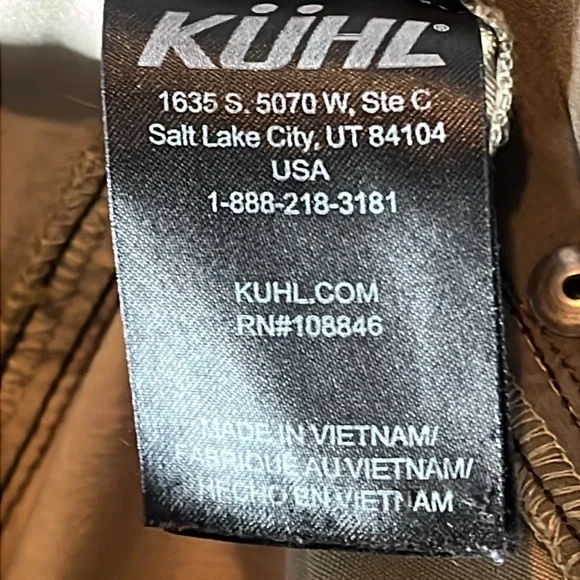 KÜHL®
1635 S. 5070 W, Ste C
Salt Lake City, UT 84104
USA
1-888-218-3181
KUHL.COM
RN#108846
MADE IN VIETNAM/
FABRIQUE AU VIETNAM/
HECHO EN VIETNAM